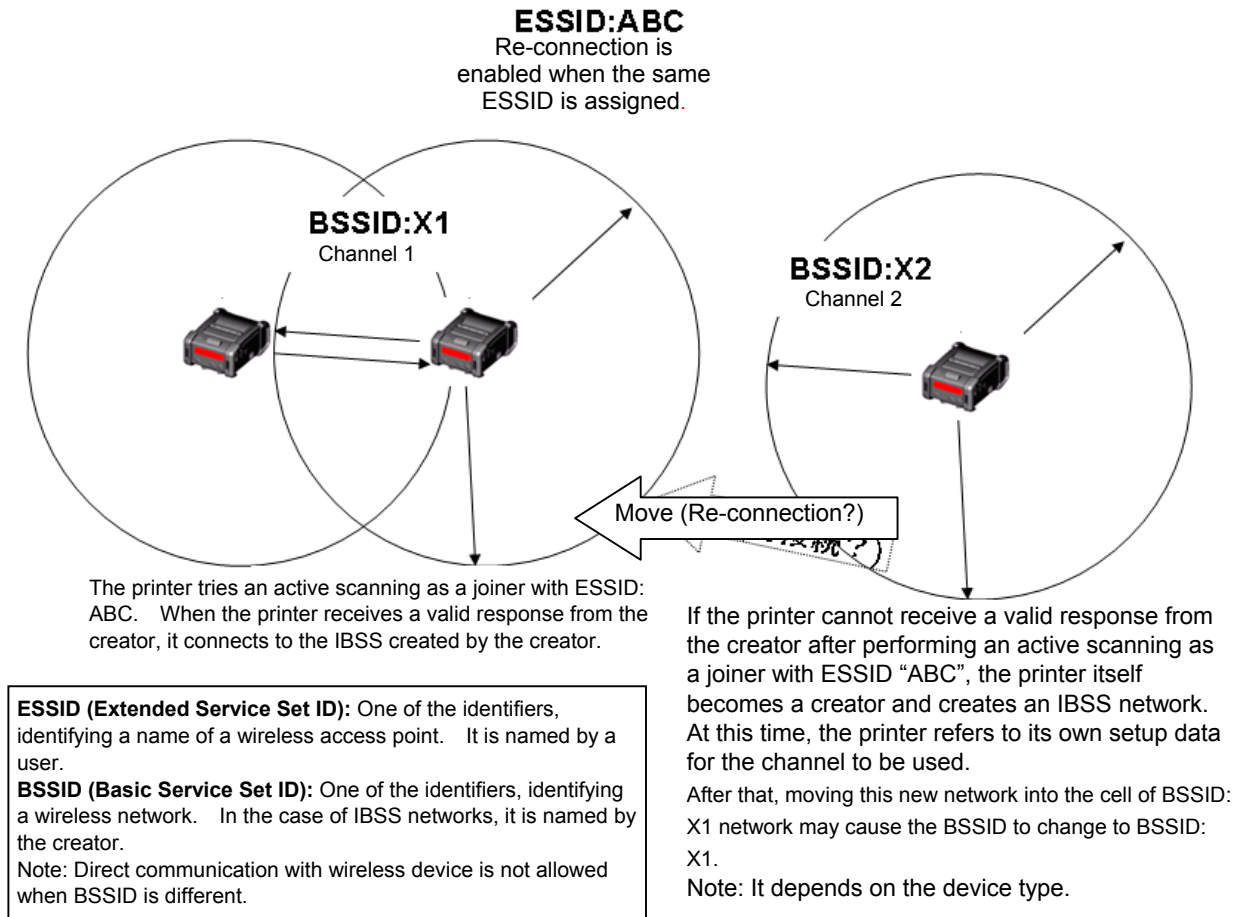 ESSID:ABC
Re-connection is
enabled when the same
ESSID is assigned.
BSSID:X1
Channel 1
BSSID:X2
Channel 2
Move (Re-connection?)
続?)
The printer tries an active scanning as a joiner with ESSID:
ABC. When the printer receives a valid response from the
creator, it connects to the IBSS created by the creator.
If the printer cannot receive a valid response from
the creator after performing an active scanning as
a joiner with ESSID “ABC”, the printer itself
becomes a creator and creates an IBSS network.
At this time, the printer refers to its own setup data
for the channel to be used.
After that, moving this new network into the cell of BSSID:
X1 network may cause the BSSID to change to BSSID:
X1.
Note: It depends on the device type.
ESSID (Extended Service Set ID): One of the identifiers,
identifying a name of a wireless access point. It is named by a
user.
BSSID (Basic Service Set ID): One of the identifiers, identifying
a wireless network. In the case of IBSS networks, it is named by
the creator.
Note: Direct communication with wireless device is not allowed
when BSSID is different.